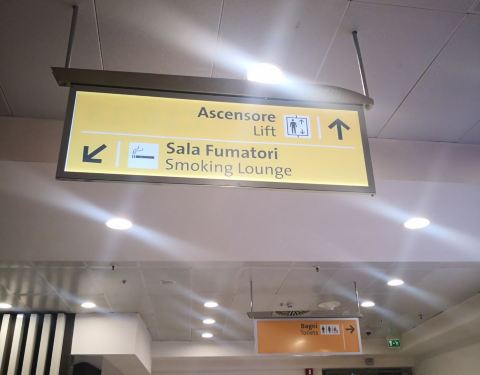 Ascensore
Lift
Sala Fumatori
Smoking Lounge
Bagni
Toilets